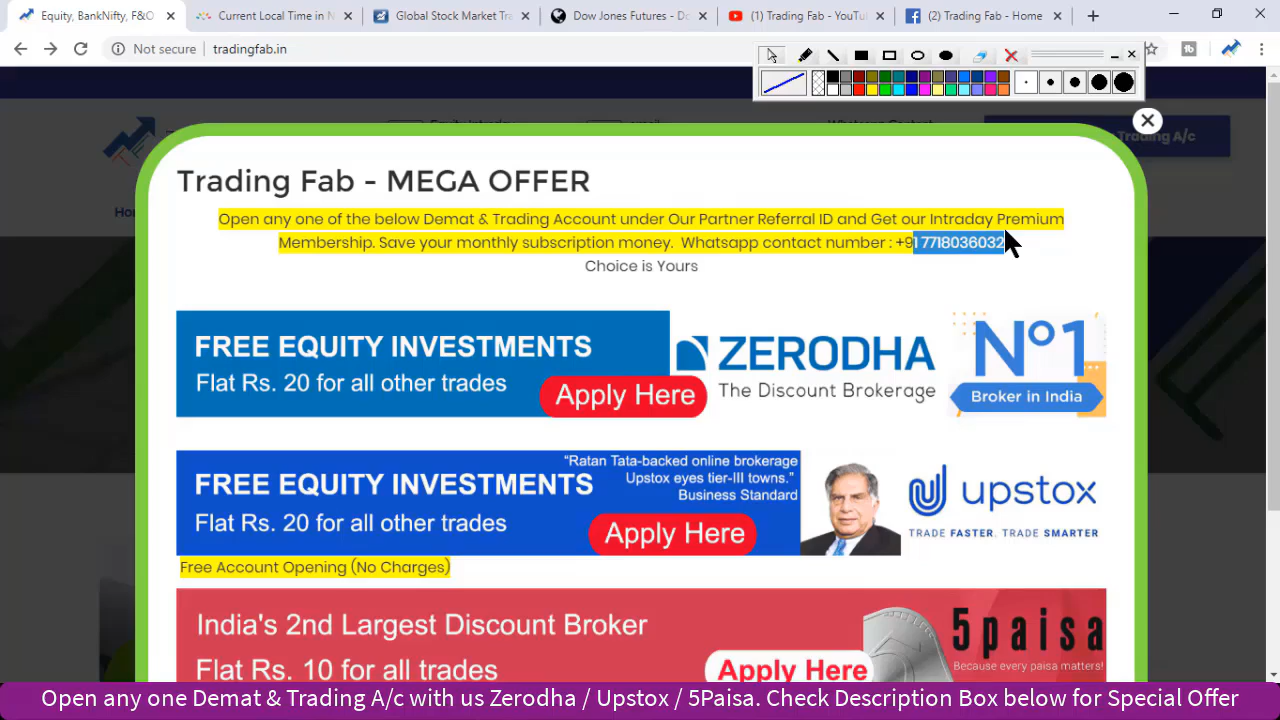 Equity, BankNifty, F&O
Current Local Time in N
Global Stock Market Tr
Dow Jones Futures - Do
(1) Trading Fab - YouTu
(2) Trading Fab - Home
Not secure
tradingfab.in
Trading A/c
Trading Fab - MEGA OFFER
Open any one of the below Demat & Trading Account under Our Partner Referral ID and Get our Intraday Premium
Membership. Save your monthly subscription money. Whatsapp contact number : +91 7718036032
Choice is Yours
FREE EQUITY INVESTMENTS
Flat Rs. 20 for all other trades
Apply Here
ZERODHA
The Discount Brokerage
Nº1
Broker in India
FREE EQUITY INVESTMENTS
Flat Rs. 20 for all other trades
"Ratan Tata-backed online brokerage
Upstox eyes tier-III towns."
Business Standard
Apply Here
upstox
TRADE FASTER. TRADE SMARTER
Free Account Opening (No Charges)
India's 2nd Largest Discount Broker
Flat Rs. 10 for all trades
Apply Here
5paisa
Because every paisa matters!
Open any one Demat & Trading A/c with us Zerodha / Upstox / 5Paisa. Check Description Box below for Special Offer